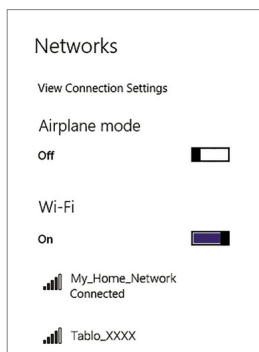 Networks
View Connection Settings
Airplane mode
Off
Wi-Fi
On
My_Home_Network
Connected
Tablo_XXXX